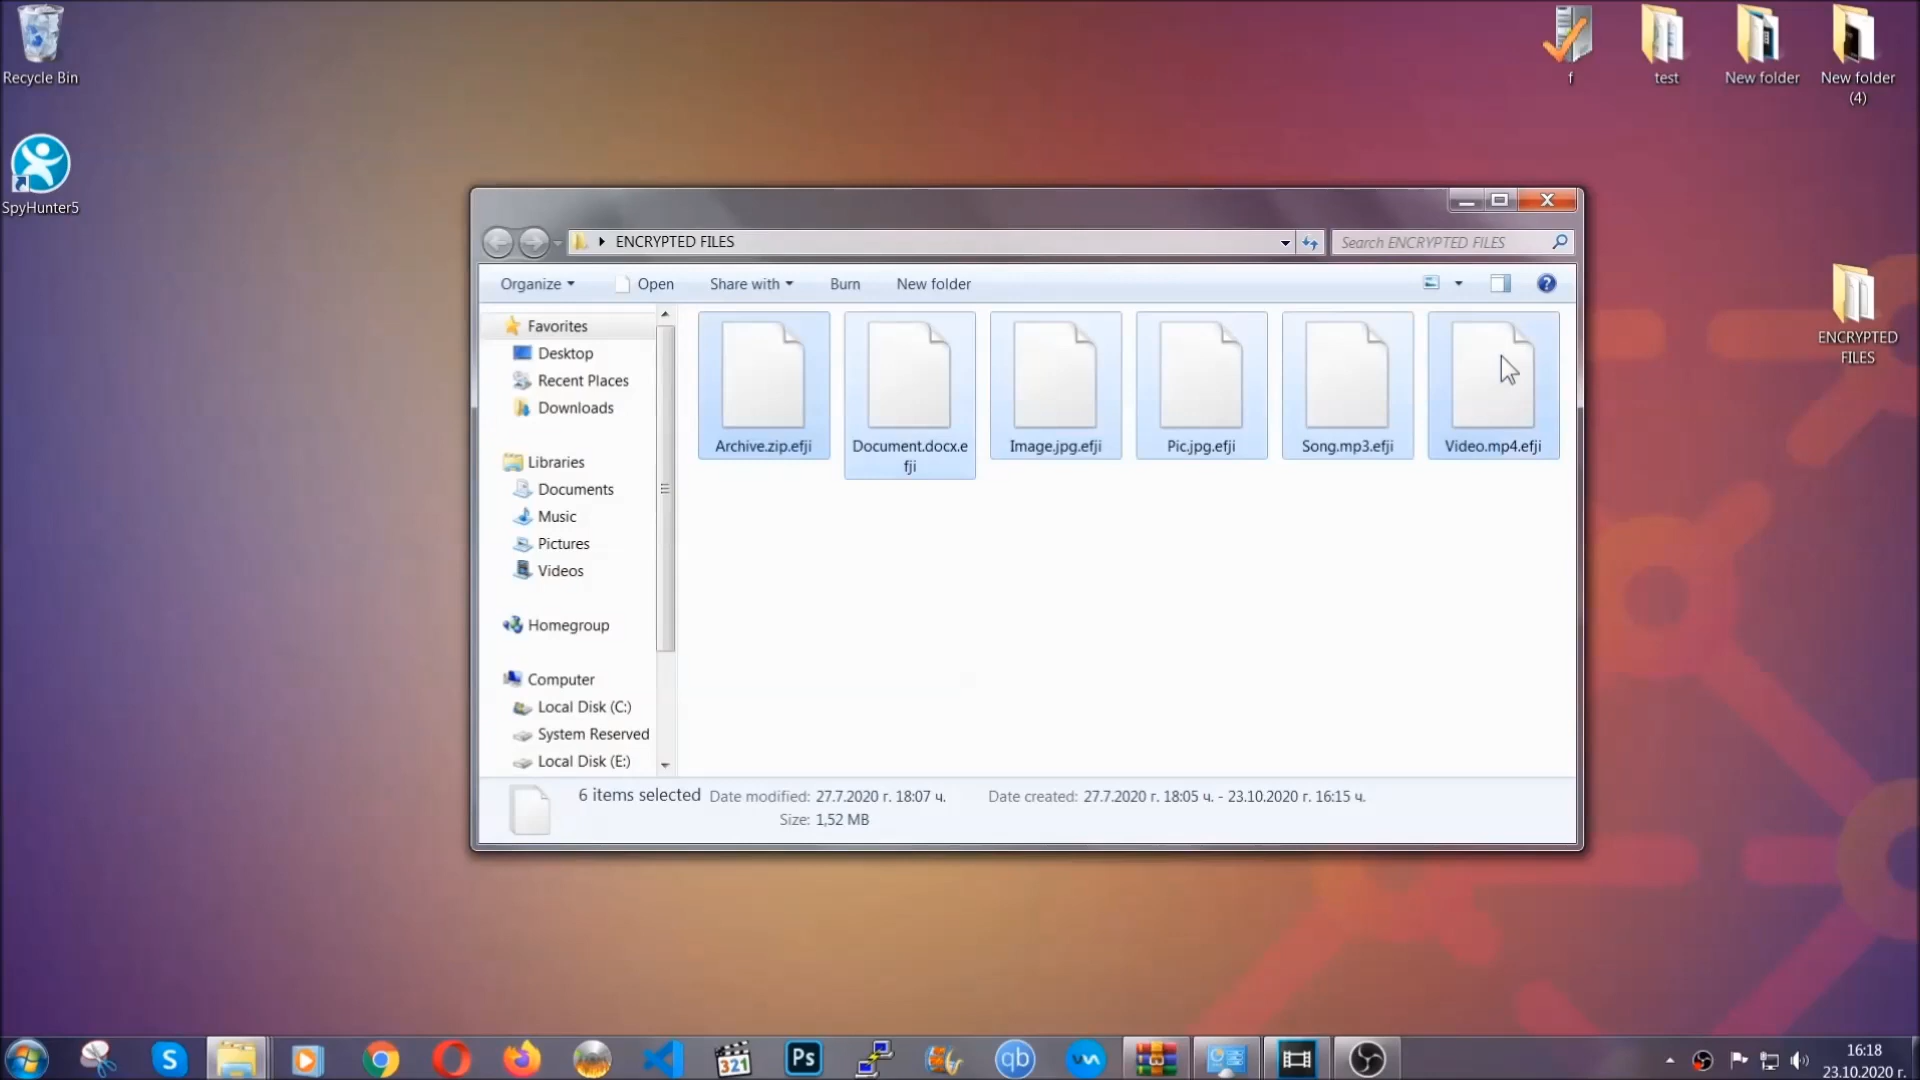 Recycle Bin
SpyHunter5
f
test
New folder
New folder
(4)
ENCRYPTED
FILES
ENCRYPTED FILES
Search ENCRYPTED FILES
Organize
Open
Share with
Burn
New folder
Favorites
Desktop
Recent Places
Downloads
Libraries
Documents
Music
Pictures
Videos
Homegroup
Computer
Local Disk (C:)
System Reserved
Local Disk (E:)
Archive.zip.efji
Document.docx.e
fji
Image.jpg.efji
Pic.jpg.efji
Song.mp3.efji
Video.mp4.efji
6 items selected
Date modified: 27.7.2020 г. 18:07 ч.
Date created: 27.7.2020 г. 18:05 ч. - 23.10.2020 г. 16:15 ч.
Size: 1,52 MB
S
321
Ps
qb
16:18
23.10.2020 г.